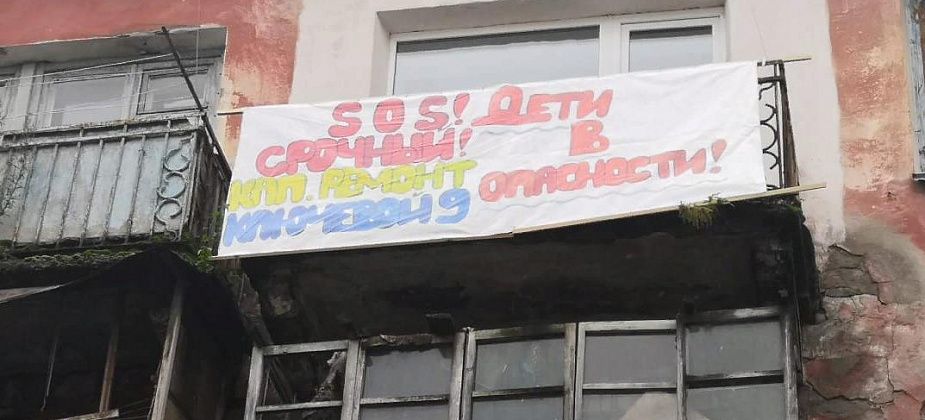 SOS!
СРОЧНЫЙ!
КАП. РЕМОНТ
КЛЮЧЕВОЙ 9
ДЕТИ
В
ОПАСНОСТИ!